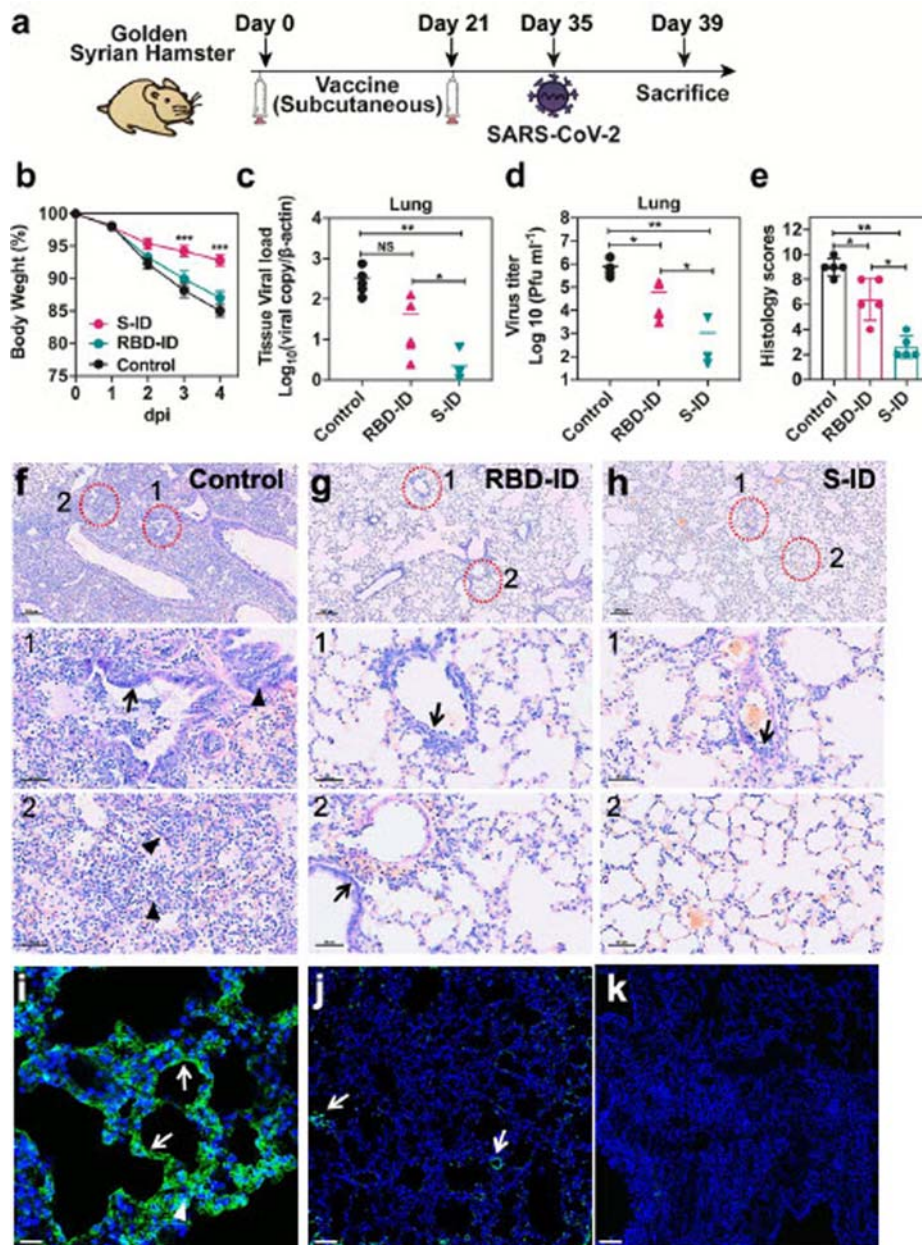 a
Golden
Syrian Hamster
Day 0
Day 21
Day 35
Day 39
Vaccine
(Subcutaneous)
SARS-CoV-2
Sacrifice
b
Body Weght (%)
100
95
90
85
80
75
S-ID
RBD-ID
Control
***
***
0
1
2
3
4
dpi
c
Lung
Tissue Viral load
Log10(viral copy/β-actin)
4
3
2
1
0
**
NS
*
Control
RBD-ID
S-ID
d
Lung
Virus titer
Log 10 (Pfu ml-1)
8
7
6
5
4
3
2
1
**
*
*
Control
RBD-ID
S-ID
e
Histology scores
12
10
8
6
4
2
0
**
*
*
Control
RBD-ID
S-ID
f
Control
2
1
g
RBD-ID
1
2
h
S-ID
1
2
1
1
1
2
2
2
i
j
k